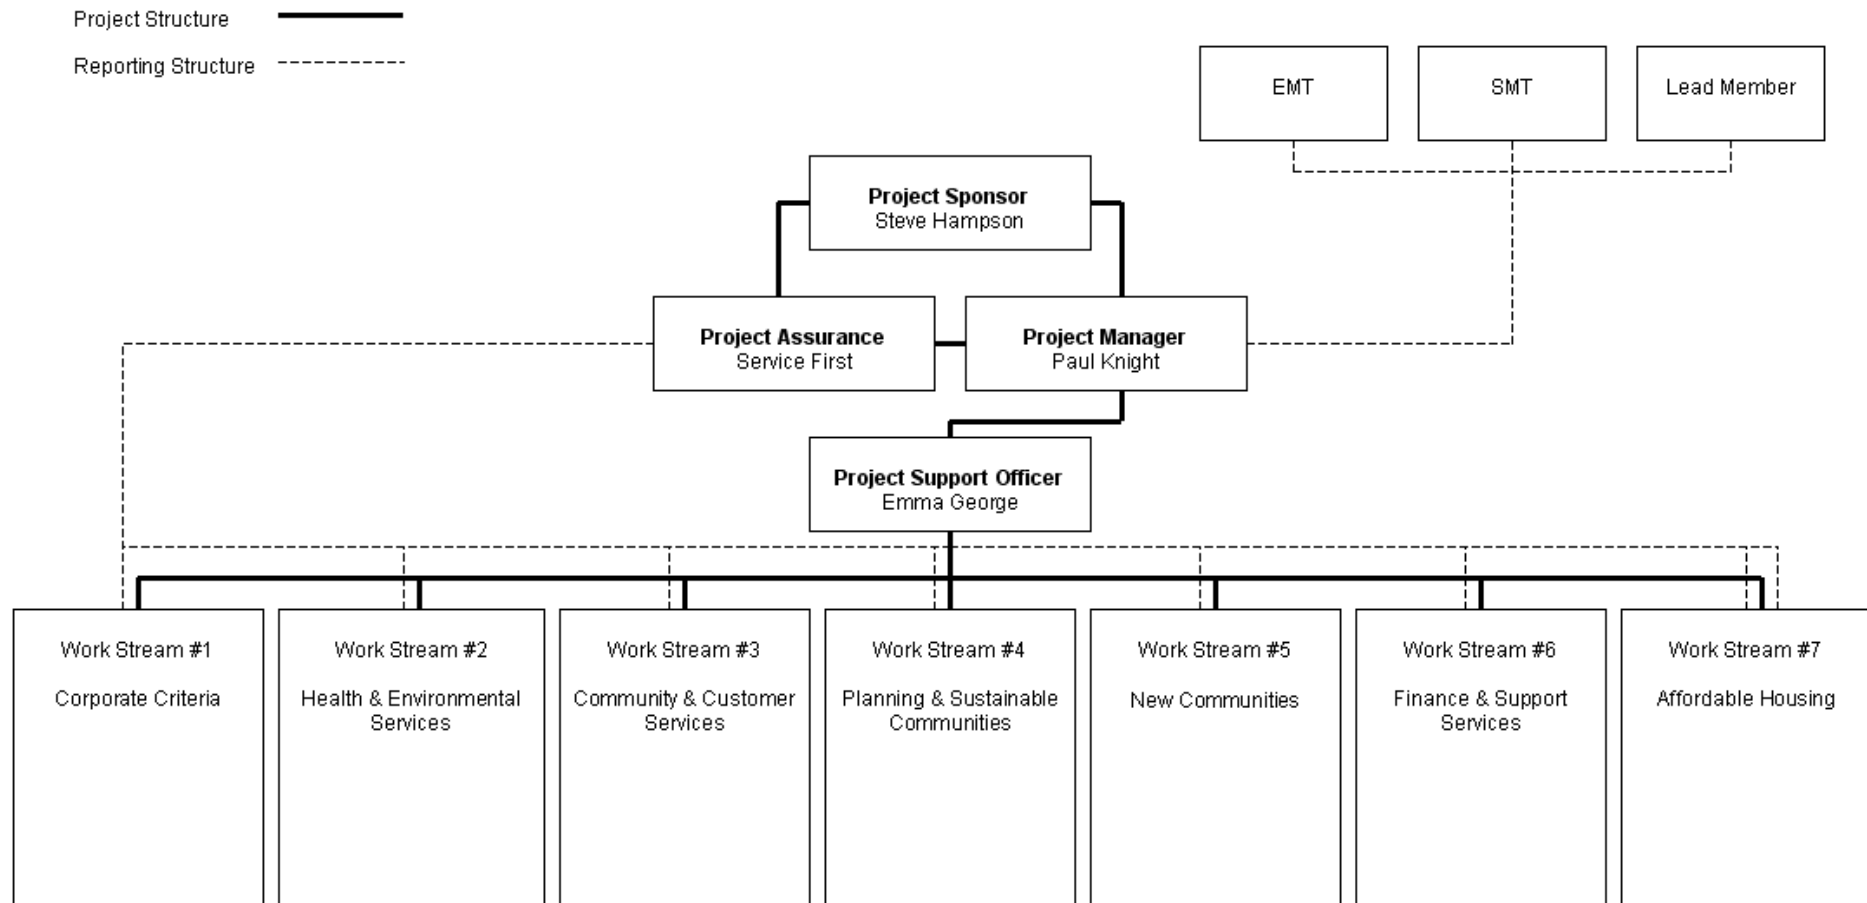 Project Structure
Reporting Structure
EMT
SMT
Lead Member
Project Sponsor
Steve Hampson
Project Assurance
Service First
Project Manager
Paul Knight
Project Support Officer
Emma George
Work Stream #1
Corporate Criteria
Work Stream #2
Health & Environmental
Services
Work Stream #3
Community & Customer
Services
Work Stream #4
Planning & Sustainable
Communities
Work Stream #5
New Communities
Work Stream #6
Finance & Support
Services
Work Stream #7
Affordable Housing